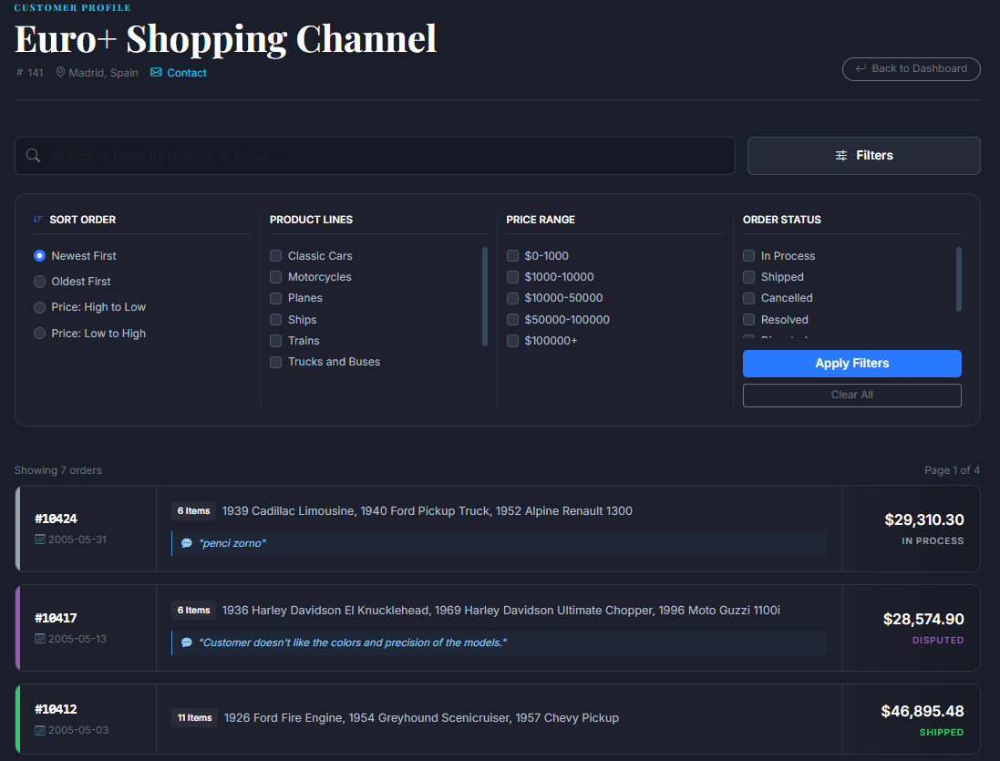 CUSTOMER PROFILE
Euro+ Shopping Channel
# 141 Madrid, Spain Contact
Back to Dashboard
Search by Order ID, Product, or Notes...
Filters
SORT ORDER
Newest First
Oldest First
Price: High to Low
Price: Low to High
PRODUCT LINES
Classic Cars
Motorcycles
Planes
Ships
Trains
Trucks and Buses
PRICE RANGE
$0-1000
$1000-10000
$10000-50000
$50000-100000
$100000+
ORDER STATUS
In Process
Shipped
Cancelled
Resolved
Disputed
Apply Filters
Clear All
Showing 7 orders
Page 1 of 4
#10424
2005-05-31
6 Items 1939 Cadillac Limousine, 1940 Ford Pickup Truck, 1952 Alpine Renault 1300
"penci zorno"
$29,310.30
IN PROCESS
#10417
2005-05-13
6 Items 1936 Harley Davidson El Knucklehead, 1969 Harley Davidson Ultimate Chopper, 1996 Moto Guzzi 1100i
"Customer doesn't like the colors and precision of the models."
$28,574.90
DISPUTED
#10412
2005-05-03
11 Items 1926 Ford Fire Engine, 1954 Greyhound Scenicruiser, 1957 Chevy Pickup
$46,895.48
SHIPPED